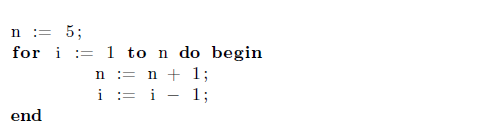 n := 5;
for i := 1 to n do begin
n := n + 1;
i := i − 1;
end